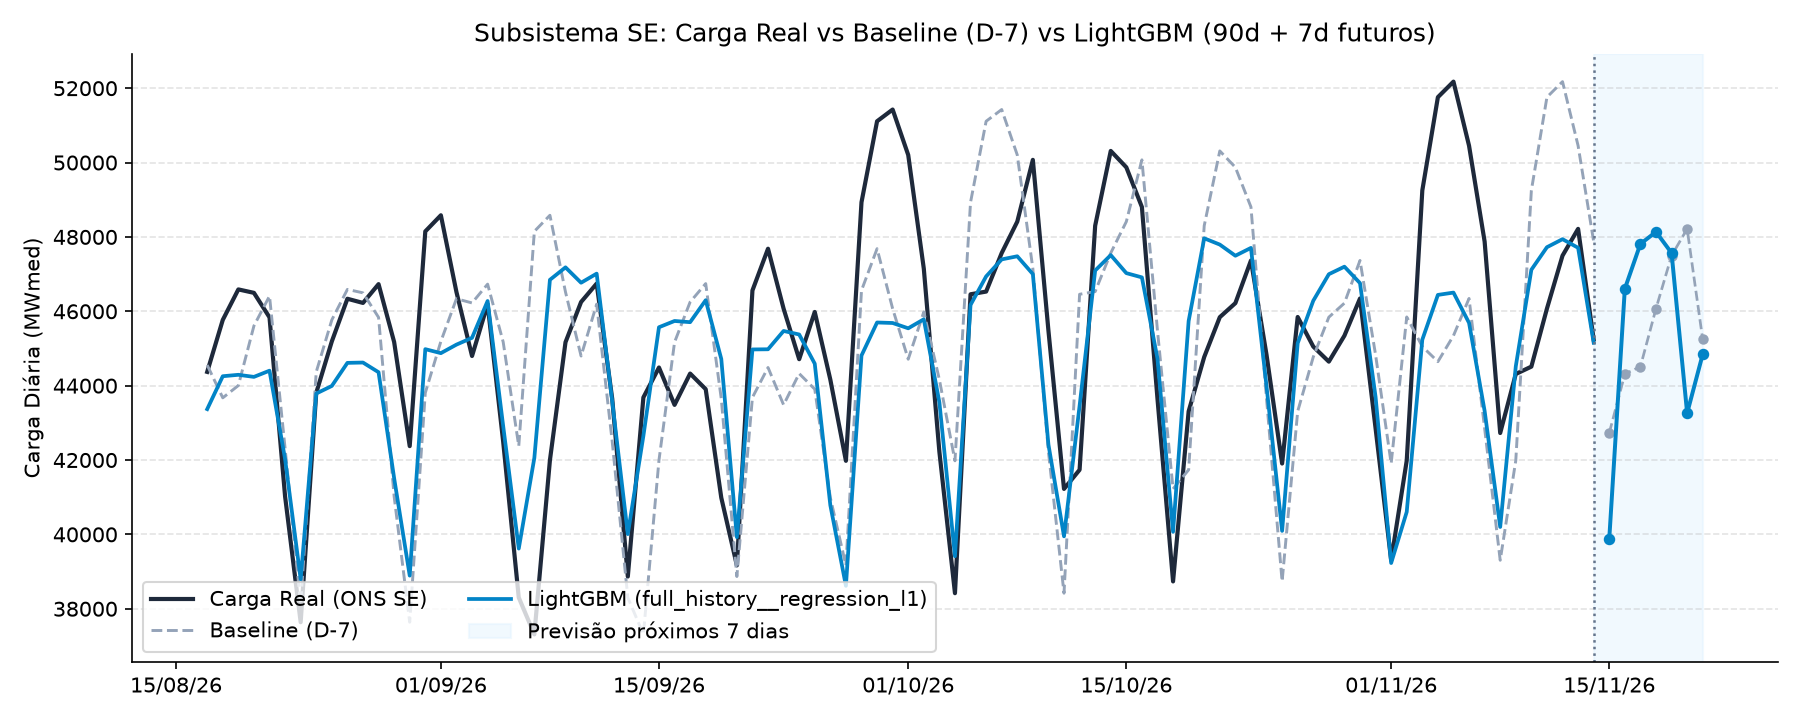 Subsistema SE: Carga Real vs Baseline (D-7) vs LightGBM (90d + 7d futuros)
Carga Diária (MWmed)
52000
50000
48000
46000
44000
42000
40000
38000
Carga Real (ONS SE)
Baseline (D-7)
LightGBM (full_history__regression_l1)
Previsão próximos 7 dias
15/08/26
01/09/26
15/09/26
01/10/26
15/10/26
01/11/26
15/11/26